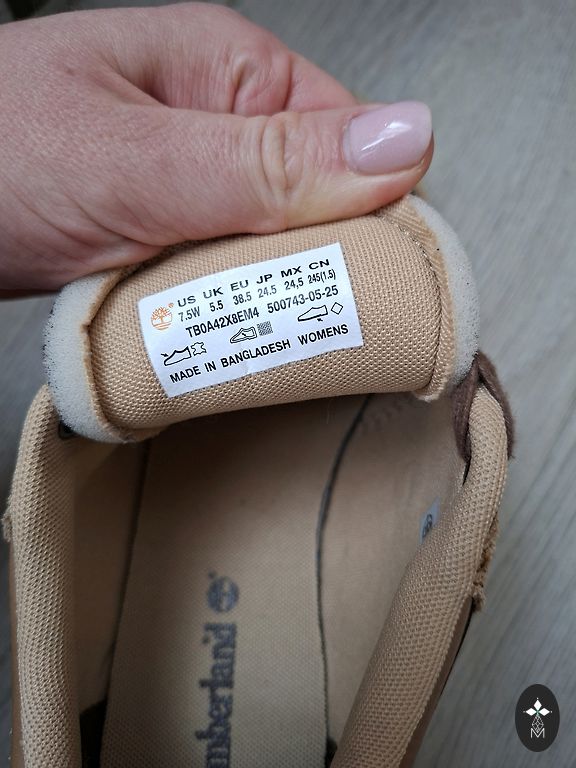 US UK EU JP MX CN
7.5W 5.5 38.5 24.5 24,5 245(1.5)
TB0A42X8EM4 500743-05-25
MADE IN BANGLADESH WOMENS
mberland
M